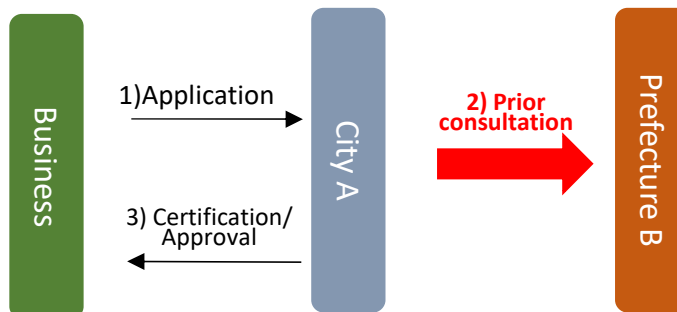 Business
1)Application
3) Certification/
Approval
City A
2) Prior
consultation
Prefecture B